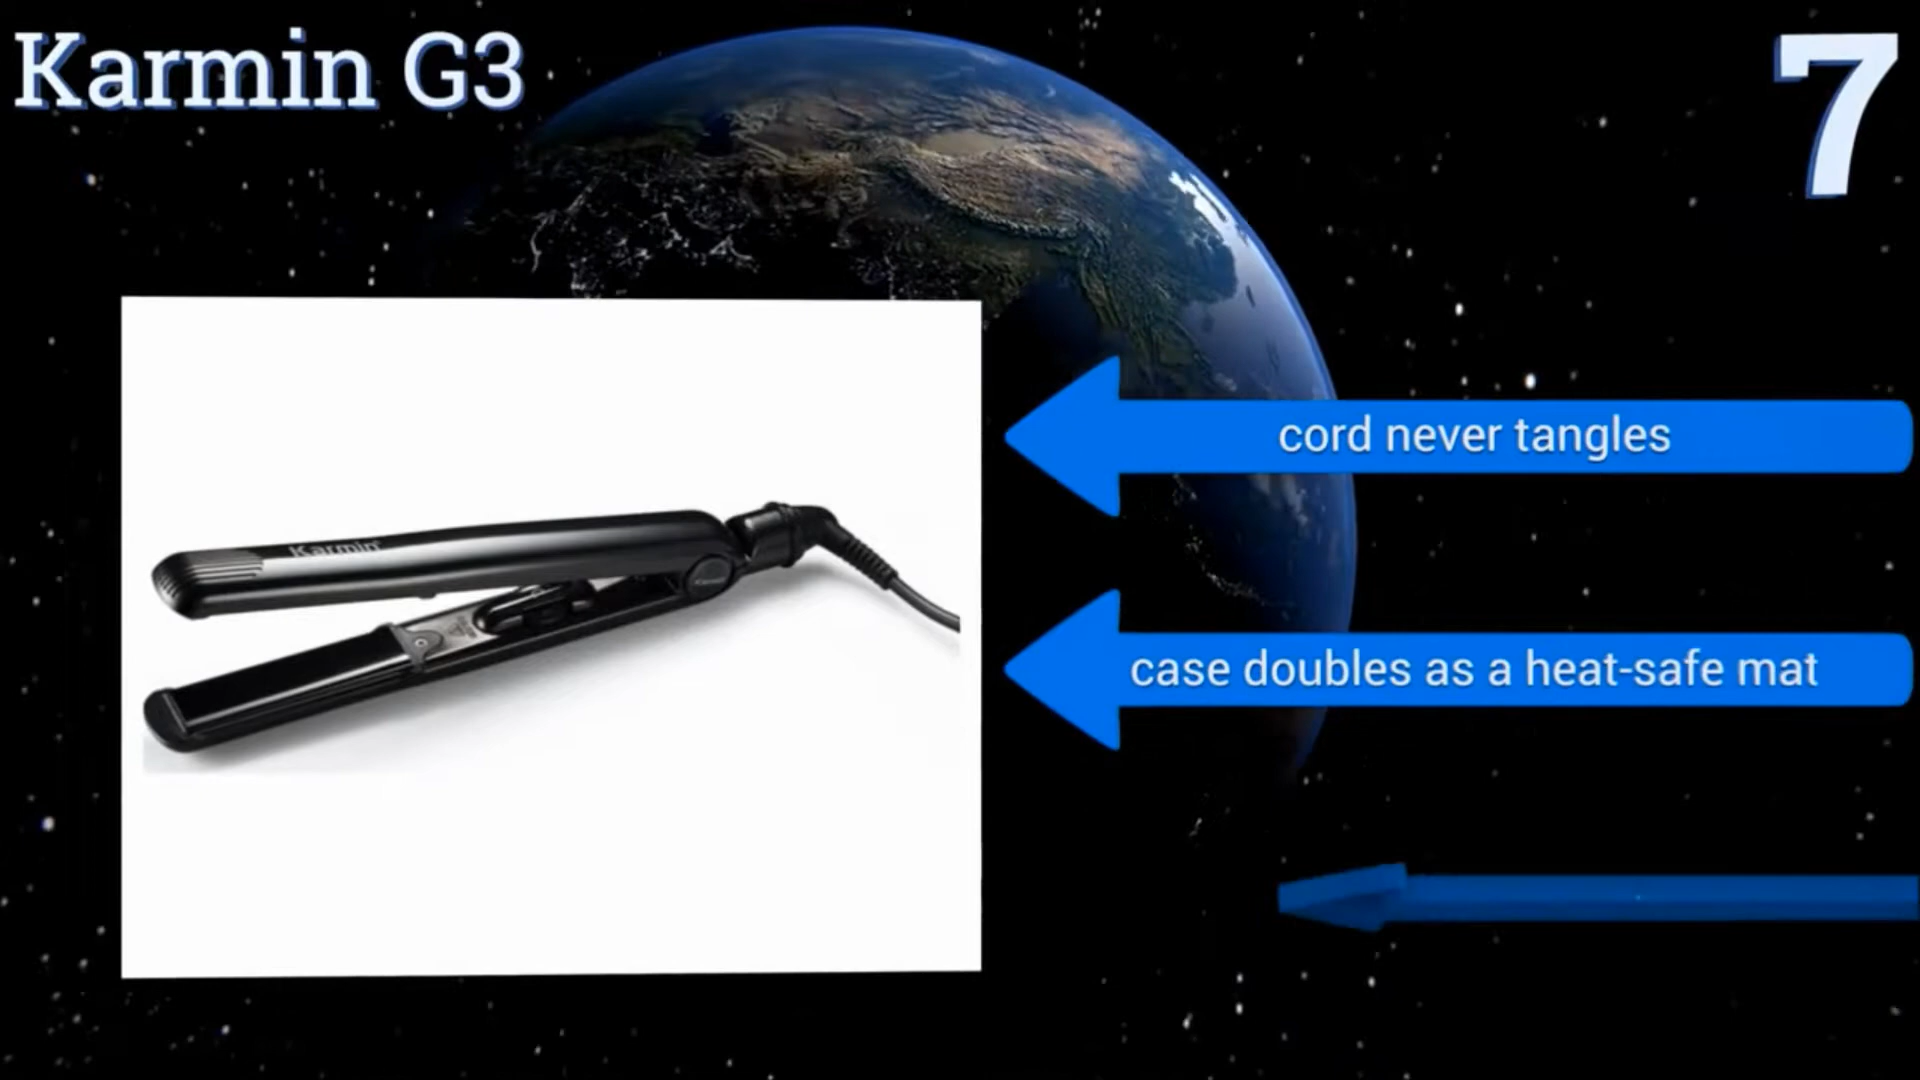 Karmin G3
7
Karmin
cord never tangles
case doubles as a heat-safe mat